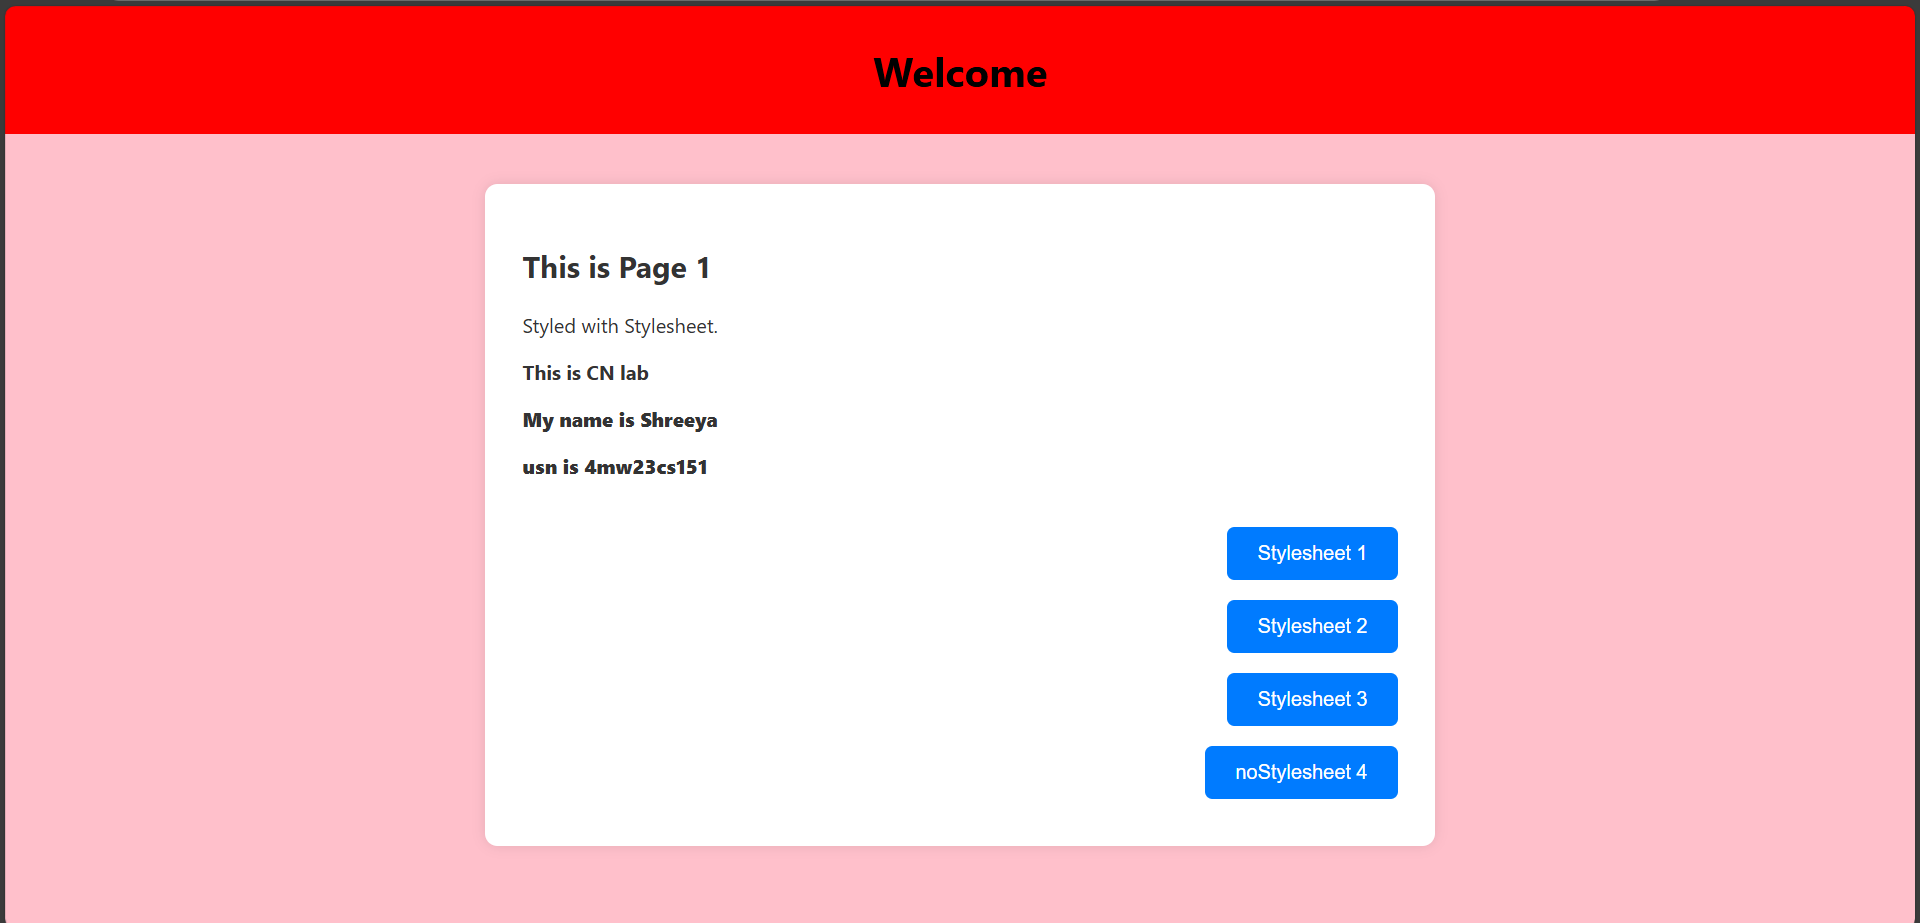 Welcome
This is Page 1
Styled with Stylesheet.
This is CN lab
My name is Shreeya
usn is 4mw23cs151
Stylesheet 1
Stylesheet 2
Stylesheet 3
noStylesheet 4